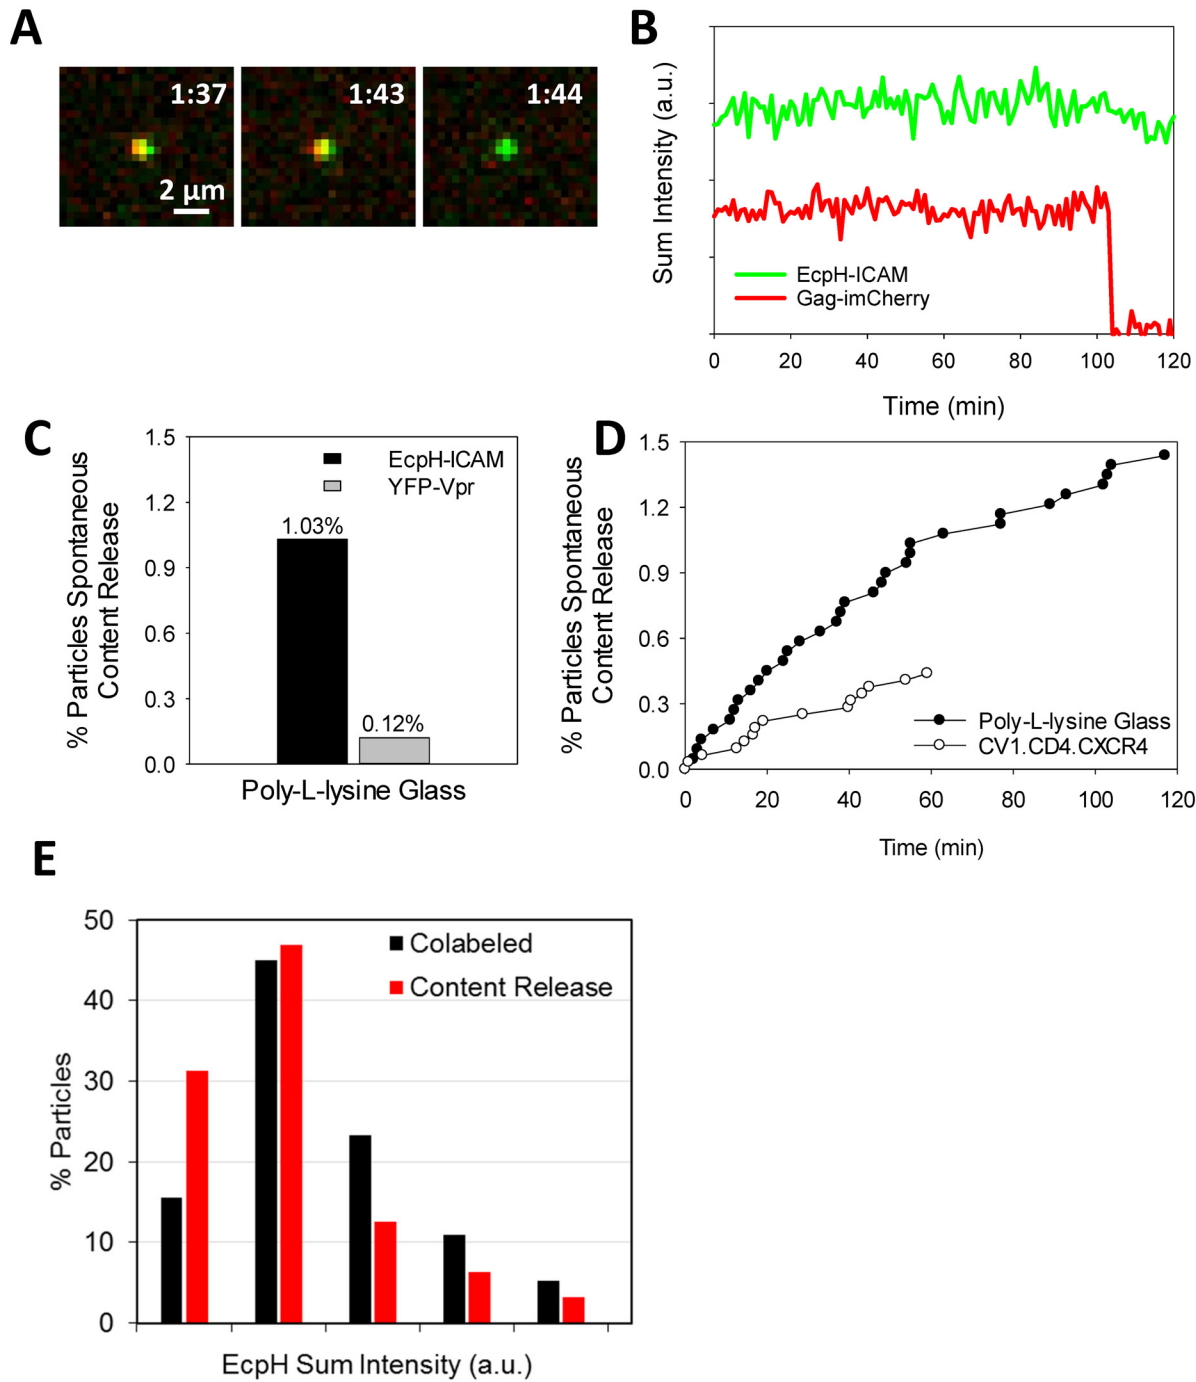 A
1:37
1:43
1:44
2 µm
B
Sum Intensity (a.u.)
EcpH-ICAM
Gag-imCherry
0 20 40 60 80 100 120
Time (min)
C
% Particles Spontaneous
Content Release
1.5
1.2
0.9
0.6
0.3
0.0
EcpH-ICAM
YFP-Vpr
1.03%
0.12%
Poly-L-lysine Glass
D
% Particles Spontaneous
Content Release
1.5
1.2
0.9
0.6
0.3
0.0
Poly-L-lysine Glass
CV1.CD4.CXCR4
0 20 40 60 80 100 120
Time (min)
E
% Particles
50
40
30
20
10
0
Colabeled
Content Release
EcpH Sum Intensity (a.u.)